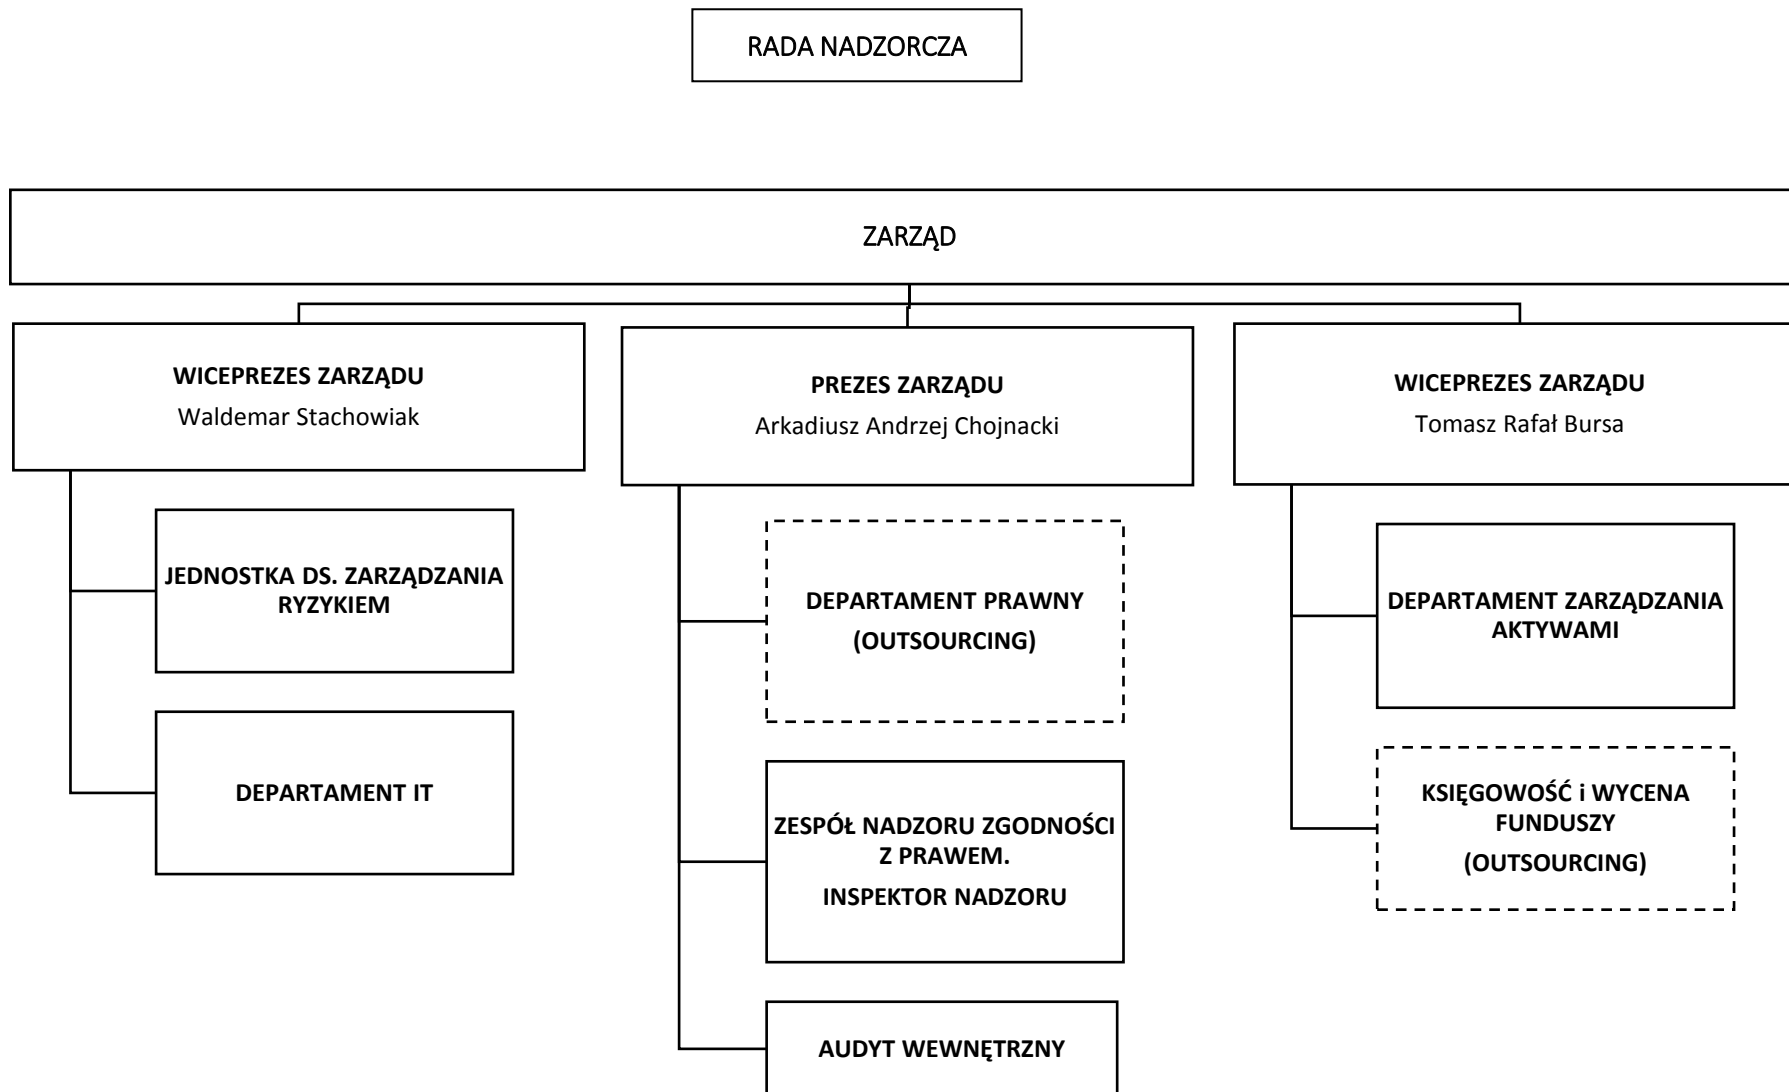 RADA NADZORCZA
ZARZĄD
WICEPREZES ZARZĄDU
Waldemar Stachowiak
JEDNOSTKA DS. ZARZĄDZANIA
RYZYKIEM
DEPARTAMENT IT
PREZES ZARZĄDU
Arkadiusz Andrzej Chojnacki
DEPARTAMENT PRAWNY
(OUTSOURCING)
ZESPÓŁ NADZORU ZGODNOŚCI
Z PRAWEM.
INSPEKTOR NADZORU
AUDYT WEWNĘTRZNY
WICEPREZES ZARZĄDU
Tomasz Rafał Bursa
DEPARTAMENT ZARZĄDZANIA
AKTYWAMI
KSIĘGOWOŚĆ i WYCENA
FUNDUSZY
(OUTSOURCING)